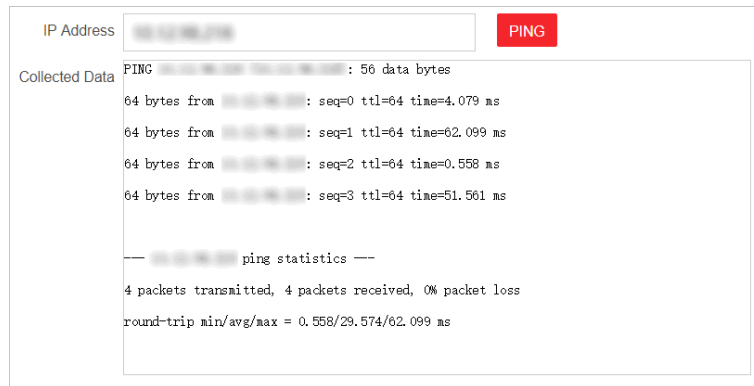 IP Address
PING
Collected Data
PING : 56 data bytes
64 bytes from : seq=0 ttl=64 time=4.079 ms
64 bytes from : seq=1 ttl=64 time=62.099 ms
64 bytes from : seq=2 ttl=64 time=0.558 ms
64 bytes from : seq=3 ttl=64 time=51.561 ms
--- ping statistics ---
4 packets transmitted, 4 packets received, 0% packet loss
round-trip min/avg/max = 0.558/29.574/62.099 ms